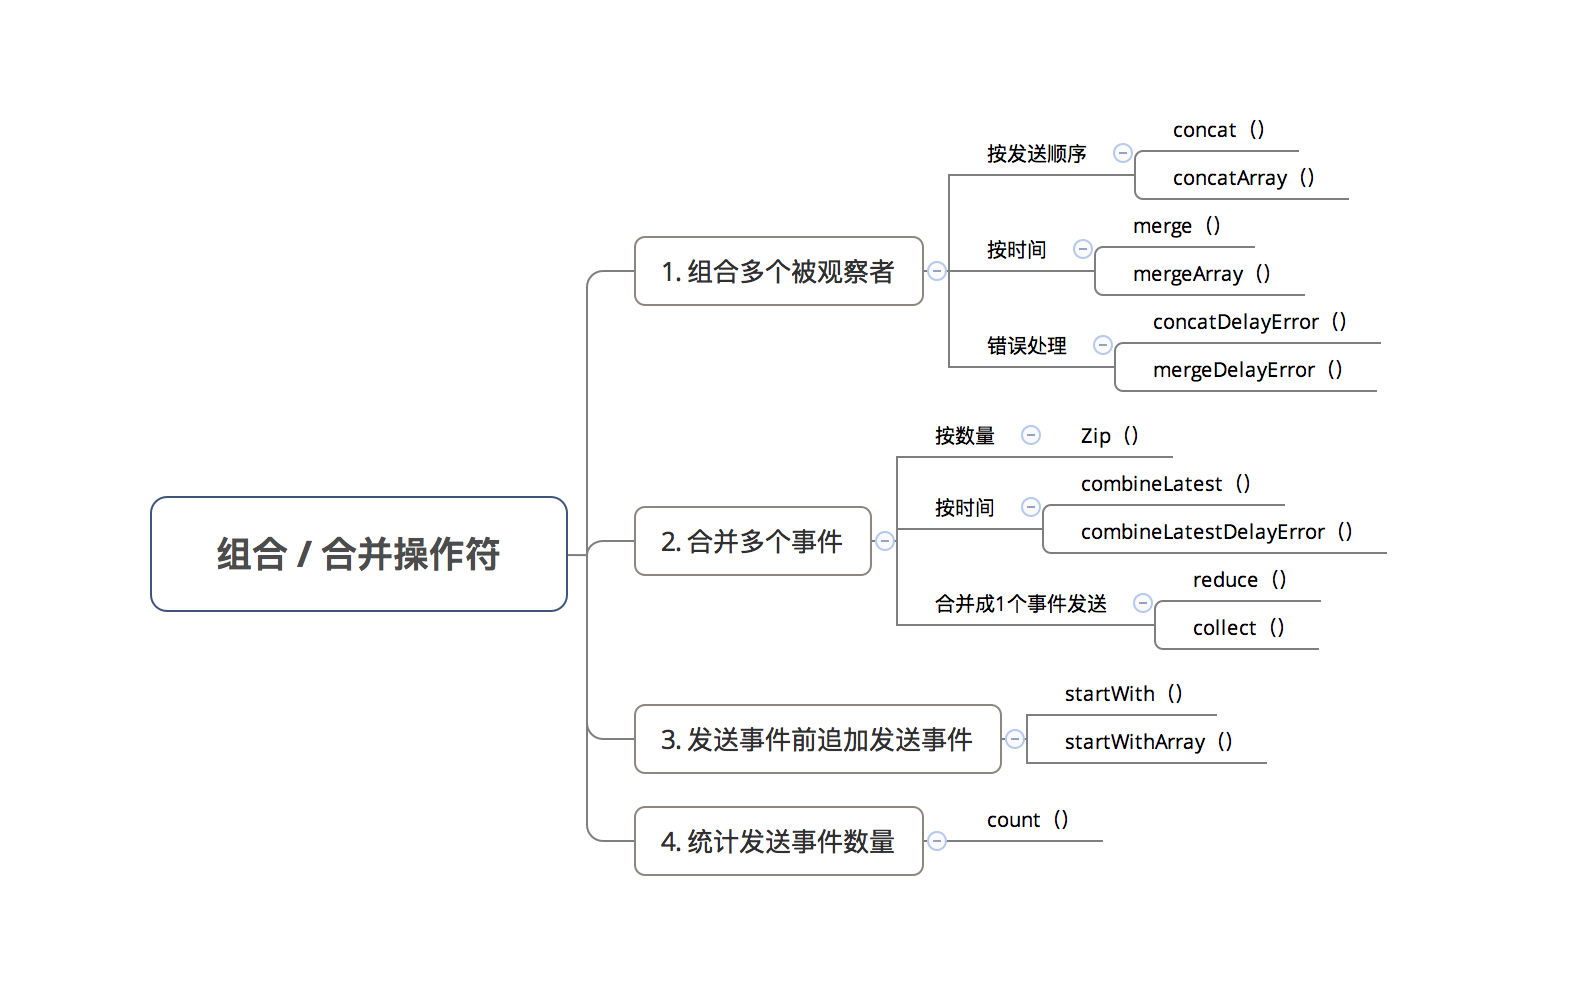 组合 / 合并操作符
1. 组合多个被观察者
按发送顺序
concat（）
concatArray（）
按时间
merge（）
mergeArray（）
错误处理
concatDelayError（）
mergeDelayError（）
2. 合并多个事件
按数量
Zip（）
按时间
combineLatest（）
combineLatestDelayError（）
合并成1个事件发送
reduce（）
collect（）
3. 发送事件前追加发送事件
startWith（）
startWithArray（）
4. 统计发送事件数量
count（）